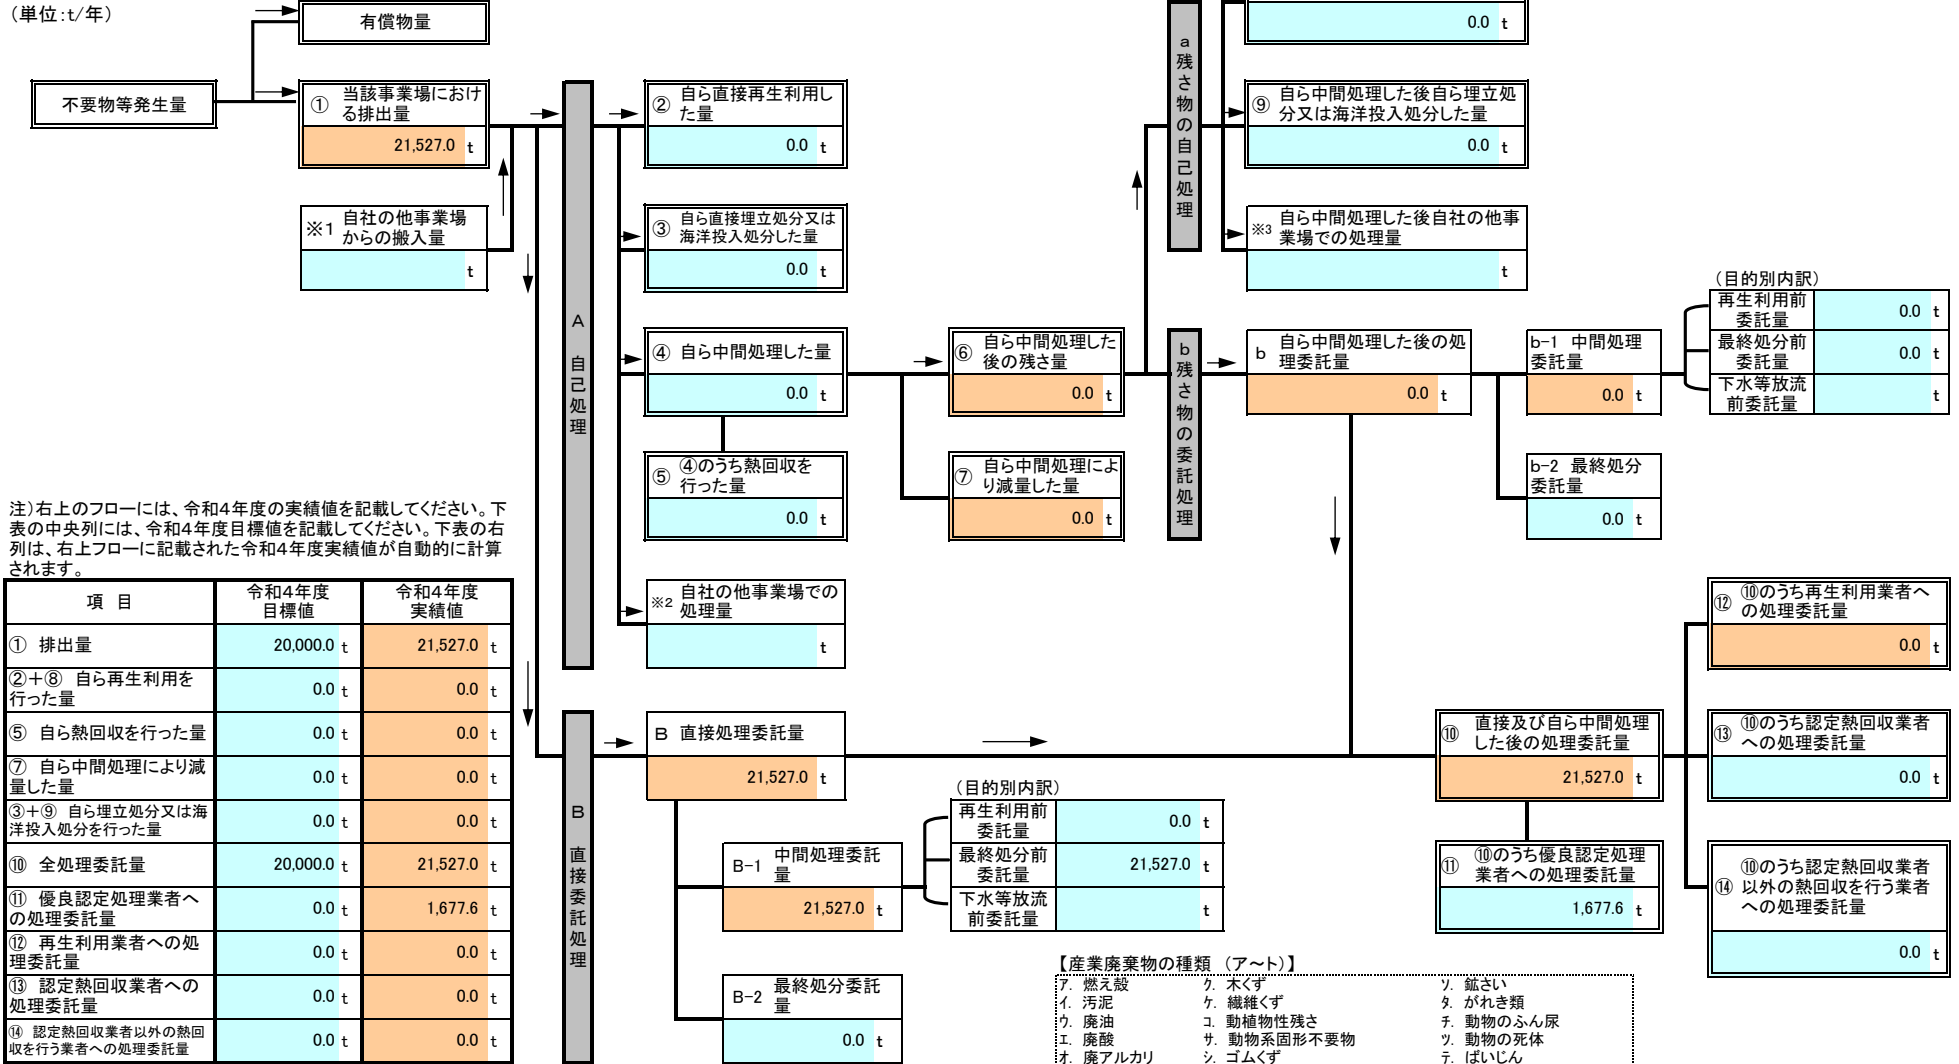 (単位:t/年)
有償物量
不要物等発生量
① 当該事業場におけ
る排出量
21,527.0 t
※1 自社の他事業場
からの搬入量
t
A 自己処理
② 自ら直接再生利用し
た量
0.0 t
③ 自ら直接埋立処分又は
海洋投入処分した量
0.0 t
④ 自ら中間処理した量
0.0 t
⑤ ④のうち熱回収を
行った量
0.0 t
※2 自社の他事業場での
処理量
t
⑥ 自ら中間処理した
後の残さ量
0.0 t
⑦ 自ら中間処理によ
り減量した量
0.0 t
a 残さ物の自己処理
0.0 t
⑨ 自ら中間処理した後自ら埋立処
分又は海洋投入処分した量
0.0 t
※3 自ら中間処理した後自社の他事
業場での処理量
t
b 残さ物の委託処理
b 自ら中間処理した後の処
理委託量
0.0 t
b-1 中間処理
委託量
0.0 t
b-2 最終処分
委託量
0.0 t
(目的別内訳)
再生利用前
委託量
0.0 t
最終処分前
委託量
0.0 t
下水等放流
前委託量
t
注)右上のフローには、令和4年度の実績値を記載してください。下
表の中央列には、令和4年度目標値を記載してください。下表の右
列は、右上フローに記載された令和4年度実績値が自動的に計算
されます。
項 目 令和4年度 目標値 令和4年度 実績値
① 排出量 20,000.0 t 21,527.0 t
②+⑧ 自ら再生利用を
行った量 0.0 t 0.0 t
⑤ 自ら熱回収を行った量 0.0 t 0.0 t
⑦ 自ら中間処理により減
量した量 0.0 t 0.0 t
③+⑨ 自ら埋立処分又は海
洋投入処分を行った量 0.0 t 0.0 t
⑩ 全処理委託量 20,000.0 t 21,527.0 t
⑪ 優良認定処理業者へ
の処理委託量 0.0 t 1,677.6 t
⑫ 再生利用業者への処
理委託量 0.0 t 0.0 t
⑬ 認定熱回収業者への
処理委託量 0.0 t 0.0 t
⑭ 認定熱回収業者以外の熱回
収を行う業者への処理委託量 0.0 t 0.0 t
B 直接委託処理
B 直接処理委託量
21,527.0 t
B-1 中間処理委託
量
21,527.0 t
B-2 最終処分委託
量
0.0 t
(目的別内訳)
再生利用前
委託量
0.0 t
最終処分前
委託量
21,527.0 t
下水等放流
前委託量
t
⑩ 直接及び自ら中間処理
した後の処理委託量
21,527.0 t
⑪ ⑩のうち優良認定処理
業者への処理委託量
1,677.6 t
⑫ ⑩のうち再生利用業者へ
の処理委託量
0.0 t
⑬ ⑩のうち認定熱回収業者
への処理委託量
0.0 t
⑭ ⑩のうち認定熱回収業者
以外の熱回収を行う業者
への処理委託量
0.0 t
【産業廃棄物の種類 (ア~ト)】
ア. 燃え殻 ク. 木くず ソ. 鉱さい
イ. 汚泥 ケ. 繊維くず タ. がれき類
ウ. 廃油 コ. 動植物性残さ チ. 動物のふん尿
エ. 廃酸 サ. 動物系固形不要物 ツ. 動物の死体
オ. 廃アルカリ シ. ゴムくず テ. ばいじん